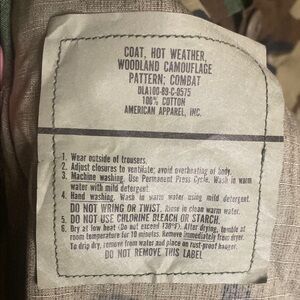 COAT, HOT WEATHER,
WOODLAND CAMOUFLAGE
PATTERN; COMBAT
DLA100-89-C-0575
100% COTTON
AMERICAN APPAREL, INC.
1. Wear outside of trousers.
2. Adjust closures to ventilate; avoid overheating of body.
3. Machine washing. Use Permanent Press Cycle. Wash in warm
water with mild detergent.
4. Hand washing. Wash in warm water using mild detergent.
DO NOT WRING OR TWIST. Rinse in clean warm water.
5. DO NOT USE CHLORINE BLEACH OR STARCH.
6. Dry at low heat (Do not exceed 130°F). After drying, tumble at
room temperature for 10 minutes. Remove immediately from dryer.
To drip dry, remove from water and place on rust-proof hanger.
DO NOT REMOVE THIS LABEL